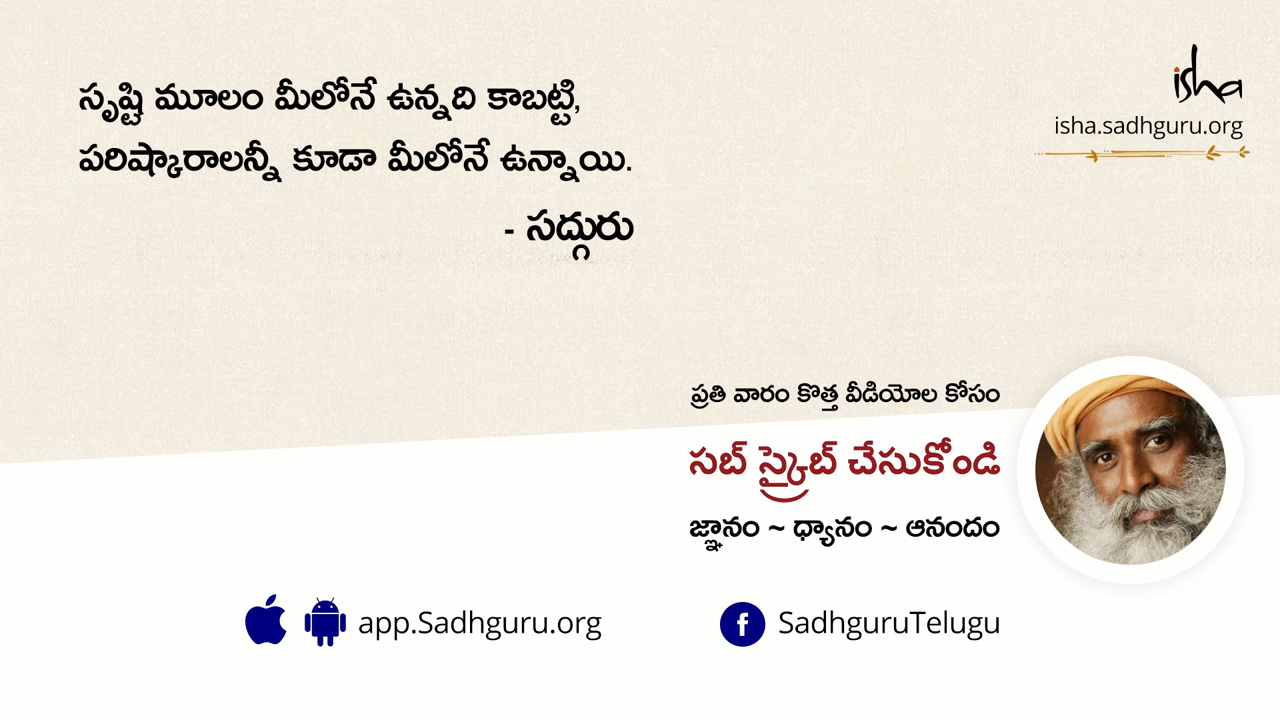 సృష్టి మూలం మీలోనే ఉన్నది కాబట్టి,
పరిష్కారాలన్నీ కూడా మీలోనే ఉన్నాయి.
- సద్గురు
isha
isha.sadhguru.org
ప్రతి వారం కొత్త వీడియోల కోసం
సబ్ స్క్రైబ్ చేసుకోండి
జ్ఞానం ~ ధ్యానం ~ ఆనందం
app.Sadhguru.org
SadhguruTelugu